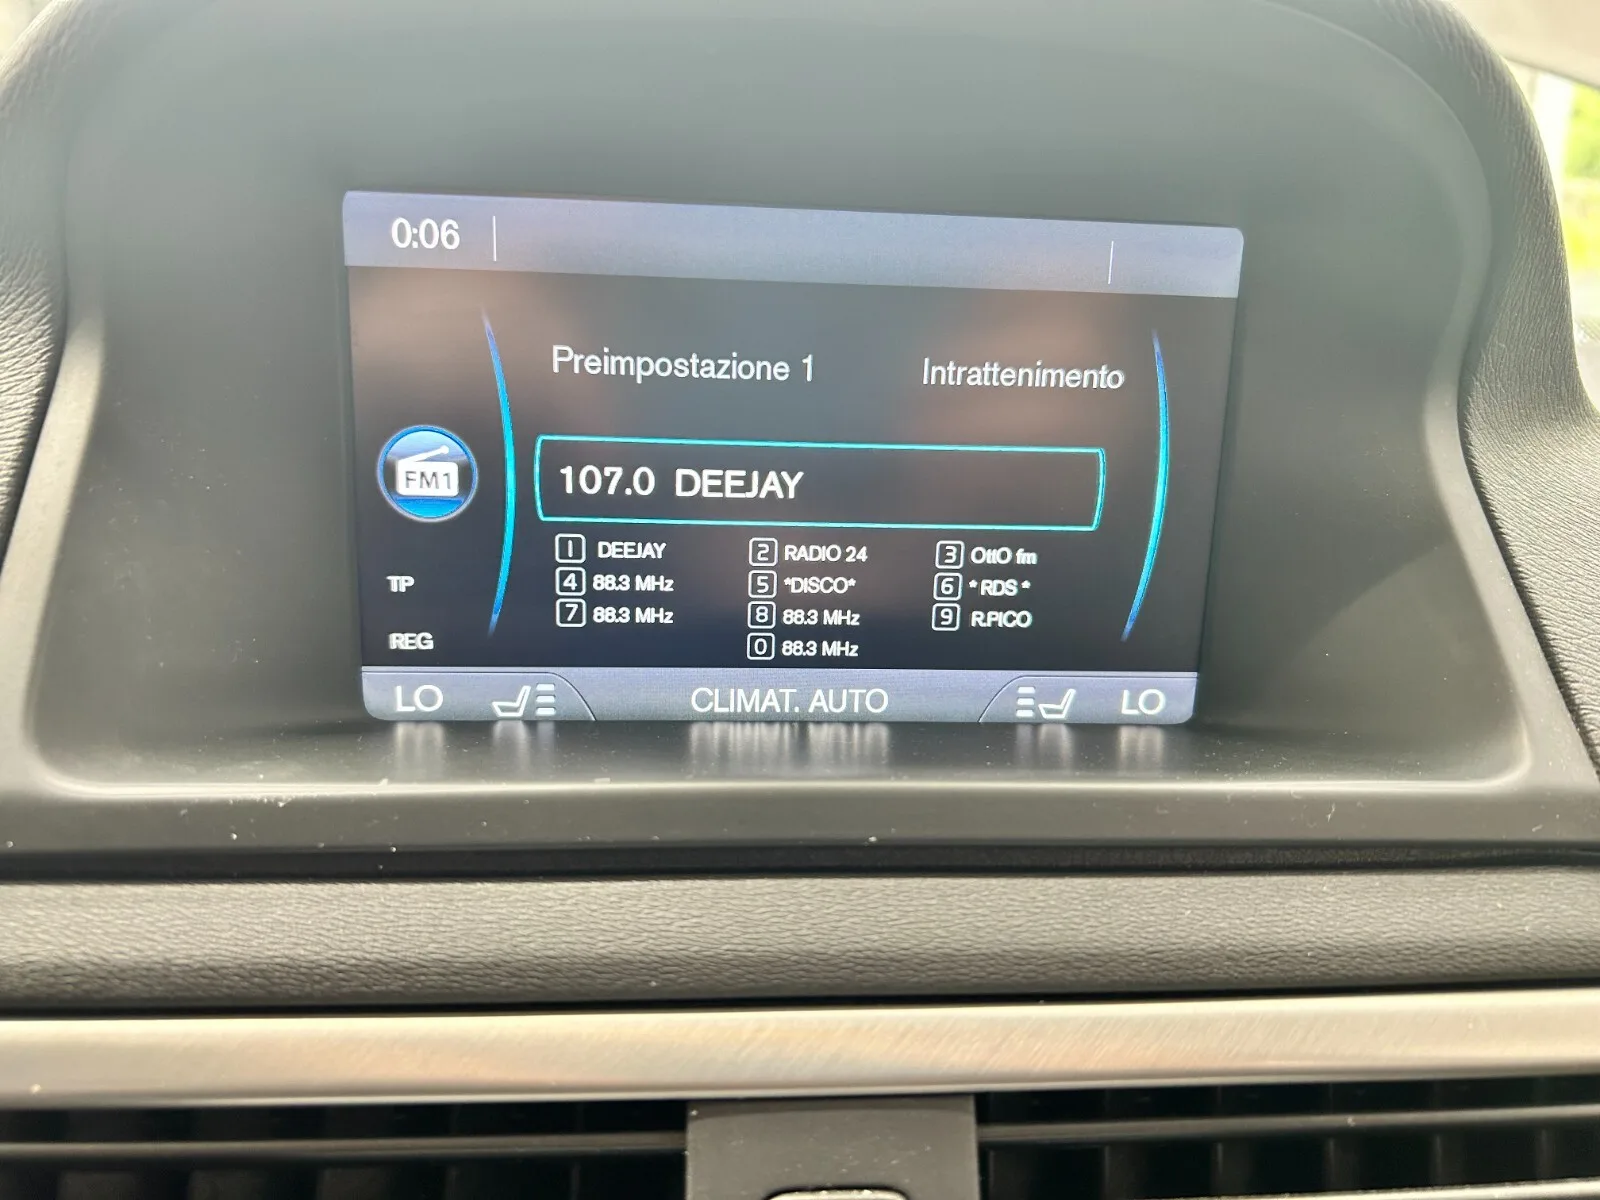 0:06
Preimpostazione 1 Intrattenimento
FM1
107.0 DEEJAY
1 DEEJAY 2 RADIO 24 3 OttO fm
TP 4 88.3 MHz 5 *DISCO* 6 * RDS *
7 88.3 MHz 8 88.3 MHz 9 R.PICO
REG 0 88.3 MHz
LO CLIMAT. AUTO LO